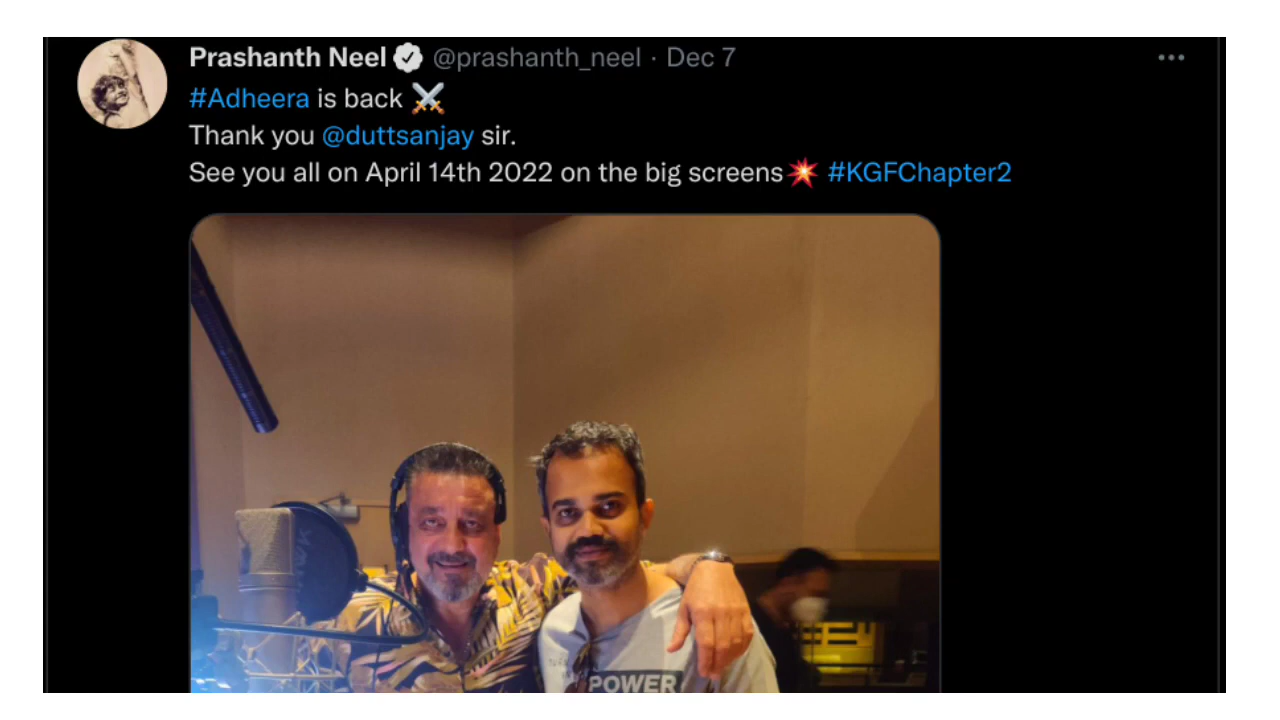 Prashanth Neel @prashanth_neel · Dec 7
#Adheera is back ⚔️
Thank you @duttsanjay sir.
See you all on April 14th 2022 on the big screens💥 #KGFChapter2
POWER